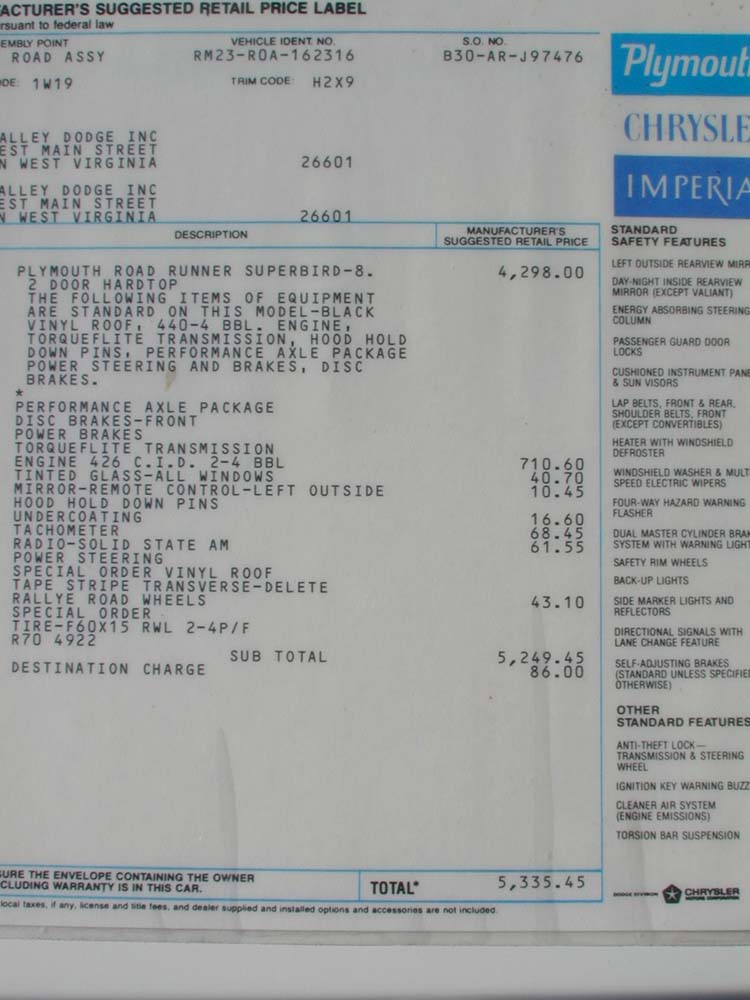 ACTURER'S SUGGESTED RETAIL PRICE LABEL
rsuant to federal law
EMBLY POINT VEHICLE IDENT. NO. S.O. NO.
ROAD ASSY RM23-R0A-162316 B30-AR-J97476
DE: 1W19 TRIM CODE: H2X9
ALLEY DODGE INC
EST MAIN STREET
N WEST VIRGINIA 26601
ALLEY DODGE INC
EST MAIN STREET
N WEST VIRGINIA 26601
DESCRIPTION MANUFACTURER'S SUGGESTED RETAIL PRICE
PLYMOUTH ROAD RUNNER SUPERBIRD-8. 4,298.00
2 DOOR HARDTOP
THE FOLLOWING ITEMS OF EQUIPMENT
ARE STANDARD ON THIS MODEL-BLACK
VINYL ROOF, 440-4 BBL. ENGINE,
TORQUEFLITE TRANSMISSION, HOOD HOLD
DOWN PINS, PERFORMANCE AXLE PACKAGE
POWER STEERING AND BRAKES, DISC
BRAKES.
*
PERFORMANCE AXLE PACKAGE
DISC BRAKES-FRONT
POWER BRAKES
TORQUEFLITE TRANSMISSION
ENGINE 426 C.I.D. 2-4 BBL 710.60
TINTED GLASS-ALL WINDOWS 40.70
MIRROR-REMOTE CONTROL-LEFT OUTSIDE 10.45
HOOD HOLD DOWN PINS
UNDERCOATING 16.60
TACHOMETER 68.45
RADIO-SOLID STATE AM 61.55
POWER STEERING
SPECIAL ORDER VINYL ROOF
TAPE STRIPE TRANSVERSE-DELETE
RALLYE ROAD WHEELS 43.10
SPECIAL ORDER
TIRE-F60X15 RWL 2-4P/F
R70 4922
SUB TOTAL 5,249.45
DESTINATION CHARGE 86.00
URE THE ENVELOPE CONTAINING THE OWNER
CLUDING WARRANTY IS IN THIS CAR.
TOTAL* 5,335.45
local taxes, if any, license and title fees, and dealer supplied and installed options and accessories are not included.
Plymout
CHRYSLE
IMPERIA
STANDARD
SAFETY FEATURES
LEFT OUTSIDE REARVIEW MIRR
DAY-NIGHT INSIDE REARVIEW
MIRROR (EXCEPT VALIANT)
ENERGY ABSORBING STEERING
COLUMN
PASSENGER GUARD DOOR
LOCKS
CUSHIONED INSTRUMENT PANE
& SUN VISORS
LAP BELTS, FRONT & REAR.
SHOULDER BELTS, FRONT
(EXCEPT CONVERTIBLES)
HEATER WITH WINDSHIELD
DEFROSTER
WINDSHIELD WASHER & MULT
SPEED ELECTRIC WIPERS
FOUR-WAY HAZARD WARNING
FLASHER
DUAL MASTER CYLINDER BRAK
SYSTEM WITH WARNING LIGHT
SAFETY RIM WHEELS
BACK-UP LIGHTS
SIDE MARKER LIGHTS AND
REFLECTORS
DIRECTIONAL SIGNALS WITH
LANE CHANGE FEATURE
SELF-ADJUSTING BRAKES
(STANDARD UNLESS SPECIFIE
OTHERWISE)
OTHER
STANDARD FEATURES
ANTI-THEFT LOCK—
TRANSMISSION & STEERING
WHEEL
IGNITION KEY WARNING BUZZ
CLEANER AIR SYSTEM
(ENGINE EMISSIONS)
TORSION BAR SUSPENSION
DODGE DIVISION CHRYSLER
MOTORS CORPORATION